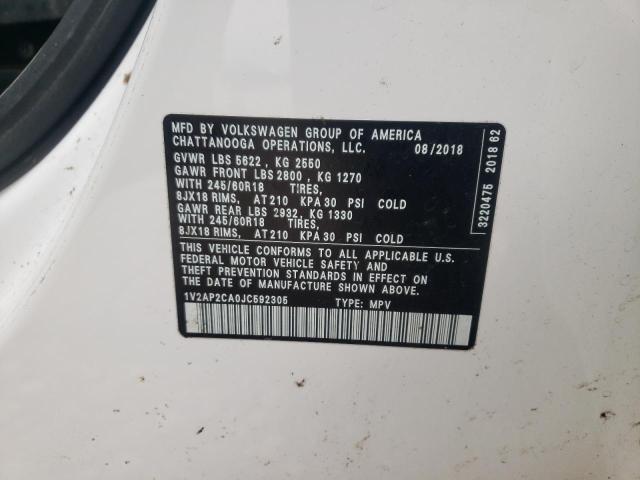 MFD BY VOLKSWAGEN GROUP OF AMERICA
CHATTANOOGA OPERATIONS, LLC. 08/2018
GVWR LBS 5622 , KG 2550
GAWR FRONT LBS 2800 , KG 1270
WITH 245/60R18 TIRES,
8JX18 RIMS, AT 210 KPA 30 PSI COLD
GAWR REAR LBS 2932, KG 1330
WITH 245/60R18 TIRES,
8JX18 RIMS, AT 210 KPA 30 PSI COLD
THIS VEHICLE CONFORMS TO ALL APPLICABLE U.S.
FEDERAL MOTOR VEHICLE SAFETY AND
THEFT PREVENTION STANDARDS IN EFFECT ON
THE DATE OF MANUFACTURE SHOWN ABOVE.
1V2AP2CA0JC592305 TYPE: MPV
3220475 2018 62